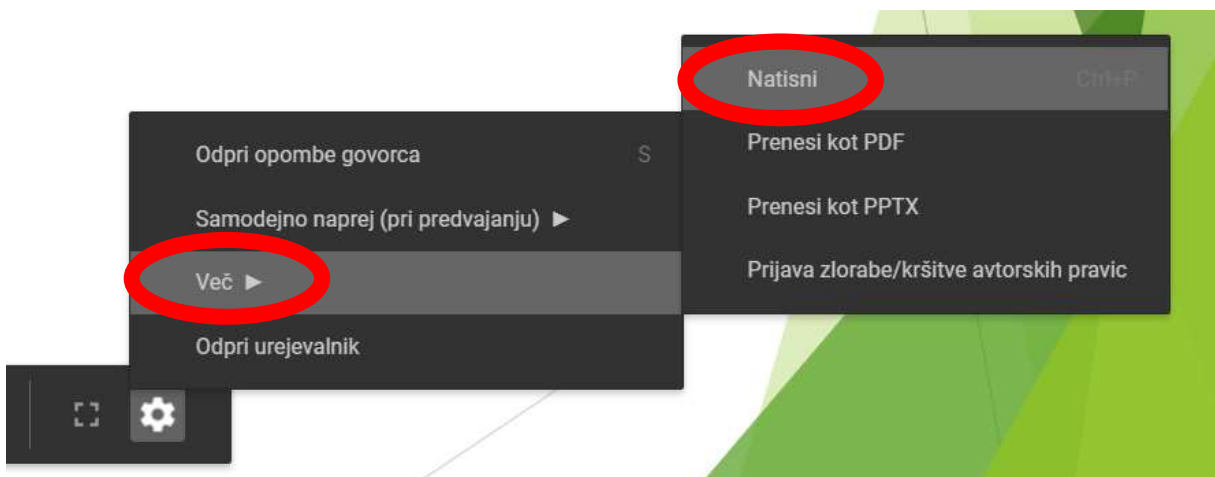 Natisni Ctrl+P
Prenesi kot PDF
Prenesi kot PPTX
Prijava zlorabe/kršitve avtorskih pravic
Odpri opombe govorca S
Samodejno naprej (pri predvajanju) ►
Več ►
Odpri urejevalnik